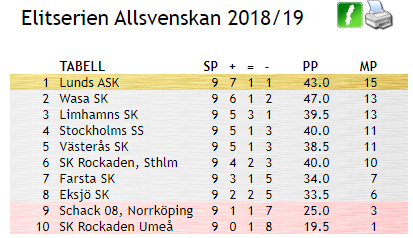 Elitserien Allsvenskan 2018/19
TABELL SP + = - PP MP
1 Lunds ASK 9 7 1 1 43.0 15
2 Wasa SK 9 6 1 2 47.0 13
3 Limhamns SK 9 5 3 1 39.5 13
4 Stockholms SS 9 5 1 3 40.0 11
5 Västerås SK 9 5 1 3 38.5 11
6 SK Rockaden, Sthlm 9 4 2 3 40.0 10
7 Farsta SK 9 3 1 5 34.0 7
8 Eksjö SK 9 2 2 5 33.5 6
9 Schack 08, Norrköping 9 1 1 7 25.0 3
10 SK Rockaden Umeå 9 0 1 8 19.5 1